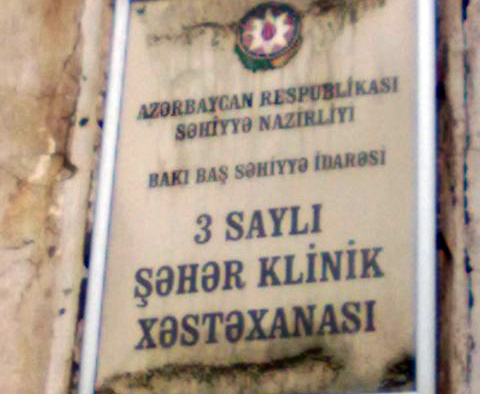 AZƏRBAYCAN RESPUBLİKASI
SƏHİYYƏ NAZİRLİYİ
BAKI BAŞ SƏHİYYƏ İDARƏSİ
3 SAYLI
ŞƏHƏR KLİNİK
XƏSTƏXANASI